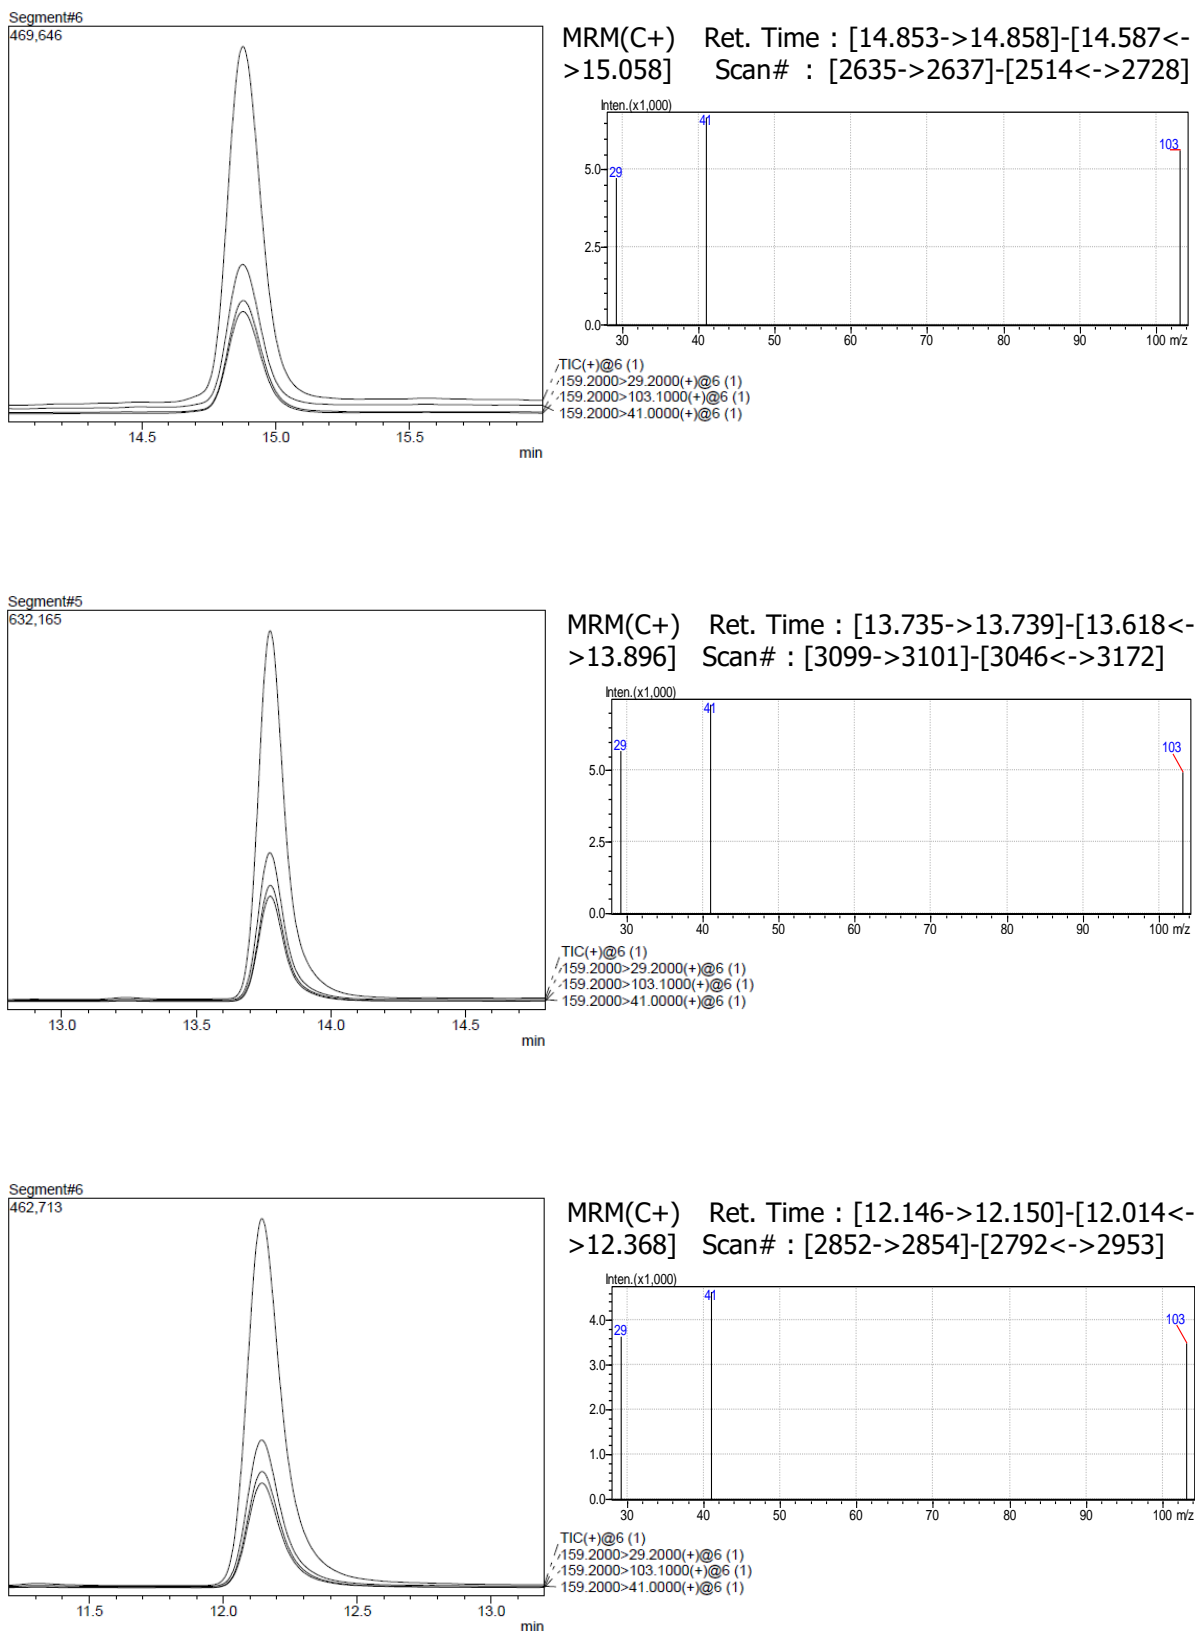 Segment#6
469,646
14.5 15.0 15.5
min
MRM(C+) Ret. Time : [14.853->14.858]-[14.587<-
>15.058] Scan# : [2635->2637]-[2514<->2728]
Inten.(x1,000)
41
103
5.0
29
2.5
0.0
30 40 50 60 70 80 90 100 m/z
TIC(+)@6 (1)
159.2000>29.2000(+)@6 (1)
159.2000>103.1000(+)@6 (1)
159.2000>41.0000(+)@6 (1)
Segment#5
632,165
13.0 13.5 14.0 14.5
min
MRM(C+) Ret. Time : [13.735->13.739]-[13.618<-
>13.896] Scan# : [3099->3101]-[3046<->3172]
Inten.(x1,000)
41
29
103
5.0
2.5
0.0
30 40 50 60 70 80 90 100 m/z
TIC(+)@6 (1)
159.2000>29.2000(+)@6 (1)
159.2000>103.1000(+)@6 (1)
159.2000>41.0000(+)@6 (1)
Segment#6
462,713
11.5 12.0 12.5 13.0
min
MRM(C+) Ret. Time : [12.146->12.150]-[12.014<-
>12.368] Scan# : [2852->2854]-[2792<->2953]
Inten.(x1,000)
41
4.0
29
103
3.0
2.0
1.0
0.0
30 40 50 60 70 80 90 100 m/z
TIC(+)@6 (1)
159.2000>29.2000(+)@6 (1)
159.2000>103.1000(+)@6 (1)
159.2000>41.0000(+)@6 (1)